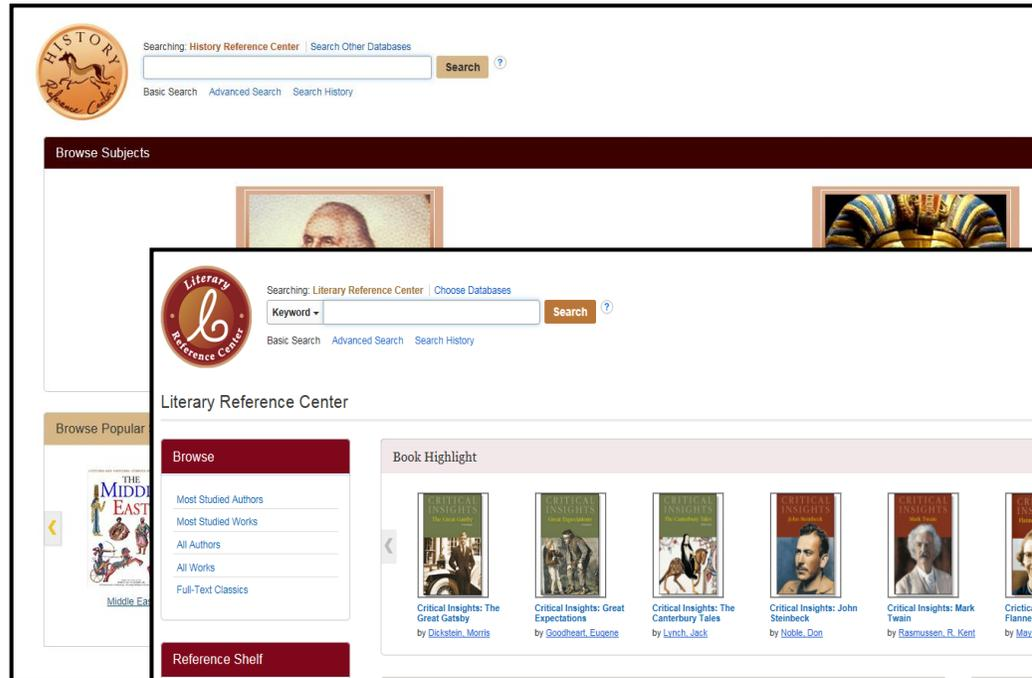 HISTORY
Reference Center
Searching: History Reference Center | Search Other Databases
Search
?
Basic Search Advanced Search Search History
Browse Subjects
Literary
Reference Center
Searching: Literary Reference Center | Choose Databases
Keyword
Search
?
Basic Search Advanced Search Search History
Literary Reference Center
Browse Popular
THE
MIDD
EAST
Middle Eas
Browse
Most Studied Authors
Most Studied Works
All Authors
All Works
Full-Text Classics
Reference Shelf
Book Highlight
CRITICAL
INSIGHTS
The Great Gatsby
Critical Insights: The
Great Gatsby
by Dickstein, Morris
CRITICAL
INSIGHTS
Great Expectations
Critical Insights: Great
Expectations
by Goodheart, Eugene
CRITICAL
INSIGHTS
The Canterbury Tales
Critical Insights: The
Canterbury Tales
by Lynch, Jack
CRITICAL
INSIGHTS
John Steinbeck
Critical Insights: John
Steinbeck
by Noble, Don
CRITICAL
INSIGHTS
Mark Twain
Critical Insights: Mark
Twain
by Rasmussen, R. Kent
CR
INS
Flan
Crictica
Flanne
by May